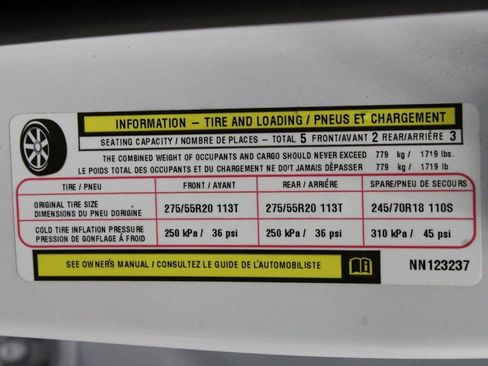 INFORMATION – TIRE AND LOADING / PNEUS ET CHARGEMENT
SEATING CAPACITY / NOMBRE DE PLACES – TOTAL 5 FRONT/AVANT 2 REAR/ARRIÈRE 3
THE COMBINED WEIGHT OF OCCUPANTS AND CARGO SHOULD NEVER EXCEED 779 kg / 1719 lbs.
LE POIDS TOTAL DES OCCUPANTS ET DU CHARGEMENT NE DOIT JAMAIS DÉPASSER 779 kg / 1719 lb
TIRE / PNEU FRONT / AVANT REAR / ARRIÉRE SPARE/PNEU DE SECOURS
ORIGINAL TIRE SIZE
DIMENSIONS DU PNEU DORIGINE 275/55R20 113T 275/55R20 113T 245/70R18 110S
COLD TIRE INFLATION PRESSURE
PRESSION DE GONFLAGE À FROID 250 kPa / 36 psi 250 kPa / 36 psi 310 kPa / 45 psi
SEE OWNER'S MANUAL / CONSULTEZ LE GUIDE DE L'AUTOMOBILISTE NN123237